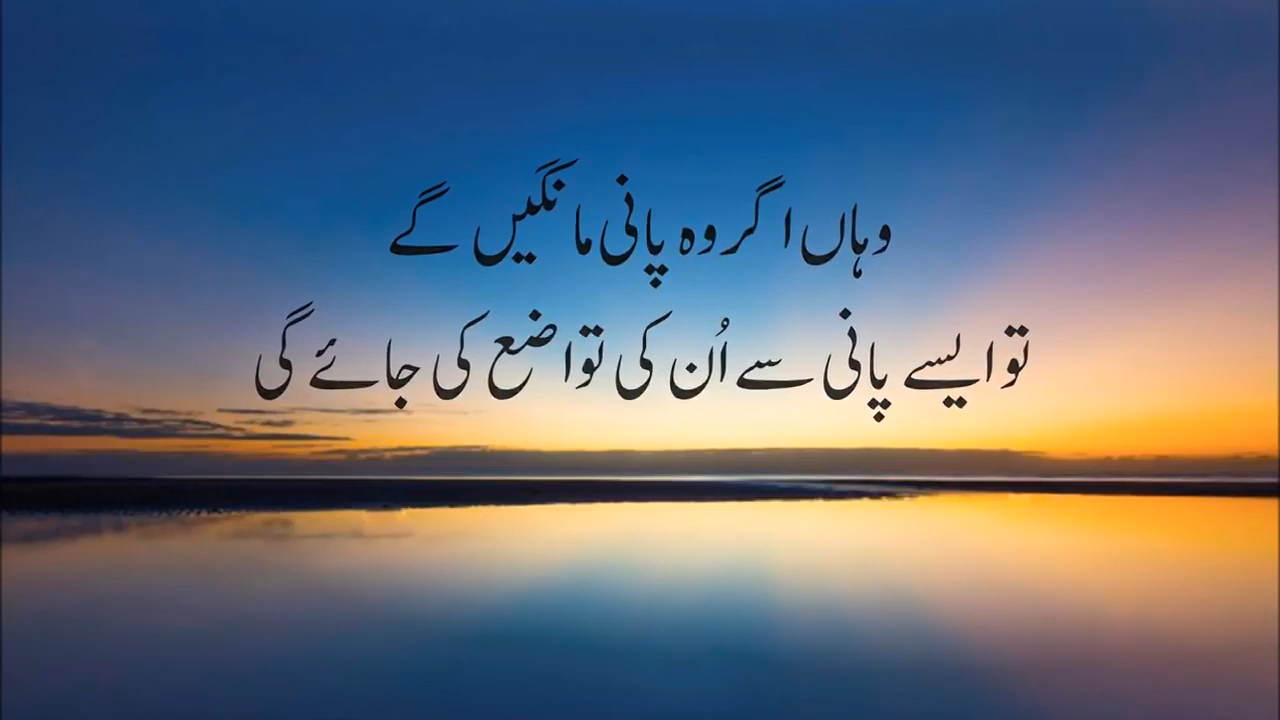 وہاں اگر وہ پانی مانگیں گے
تو ایسے پانی سے اُن کی تواضع کی جائے گی